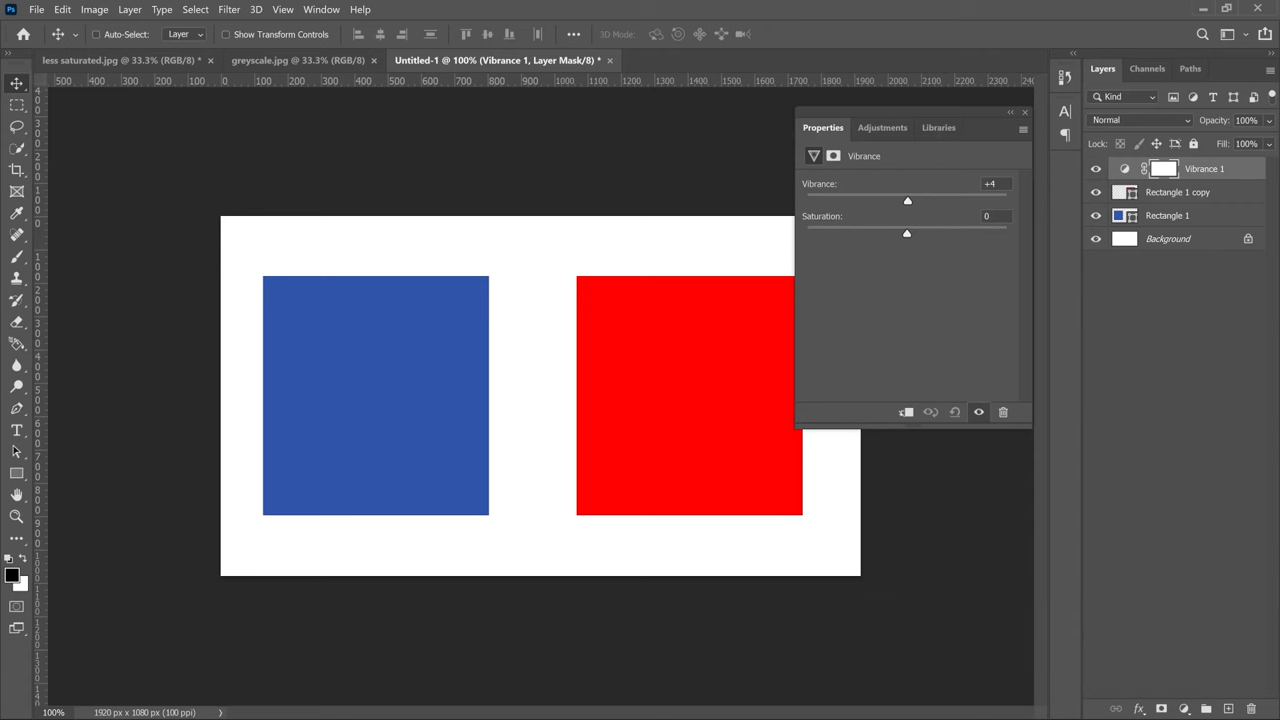 Ps File Edit Image Layer Type Select Filter 3D View Window Help
Auto-Select: Layer Show Transform Controls 3D Mode:
less saturated.jpg @ 33.3% (RGB/8) * × greyscale.jpg @ 33.3% (RGB/8) × Untitled-1 @ 100% (Vibrance 1, Layer Mask/8) * ×
500 400 300 200 100 0 100 200 300 400 500 600 700 800 900 1000 1100 1200 1300 1400 1500 1600 1700 1800 1900 2000 2100 2200 2300
Properties Adjustments Libraries
Vibrance
Vibrance: +4
Saturation: 0
Layers Channels Paths
Kind
Normal Opacity: 100%
Lock: Fill: 100%
Vibrance 1
Rectangle 1 copy
Rectangle 1
Background
100% 1920 px x 1080 px (100 ppi)